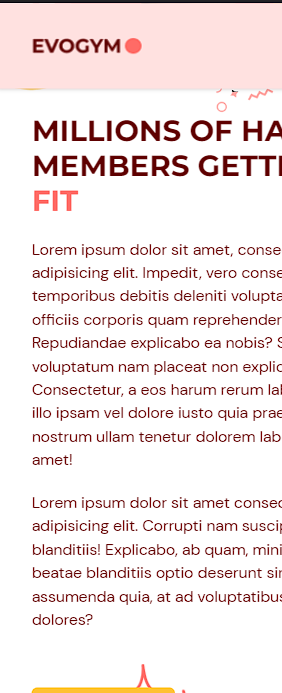 EVOGYM
MILLIONS OF HA
MEMBERS GETT
FIT
Lorem ipsum dolor sit amet, conse
adipisicing elit. Impedit, vero conse
temporibus debitis deleniti volupta
officiis corporis quam reprehender
Repudiandae explicabo ea nobis? S
voluptatum nam placeat non explic
Consectetur, a eos harum rerum lab
illo ipsam vel dolore iusto quia prae
nostrum ullam tenetur dolorem lab
amet!
Lorem ipsum dolor sit amet consec
adipisicing elit. Corrupti nam suscip
blanditiis! Explicabo, ab quam, mini
beatae blanditiis optio deserunt sin
assumenda quia, at ad voluptatibus
dolores?